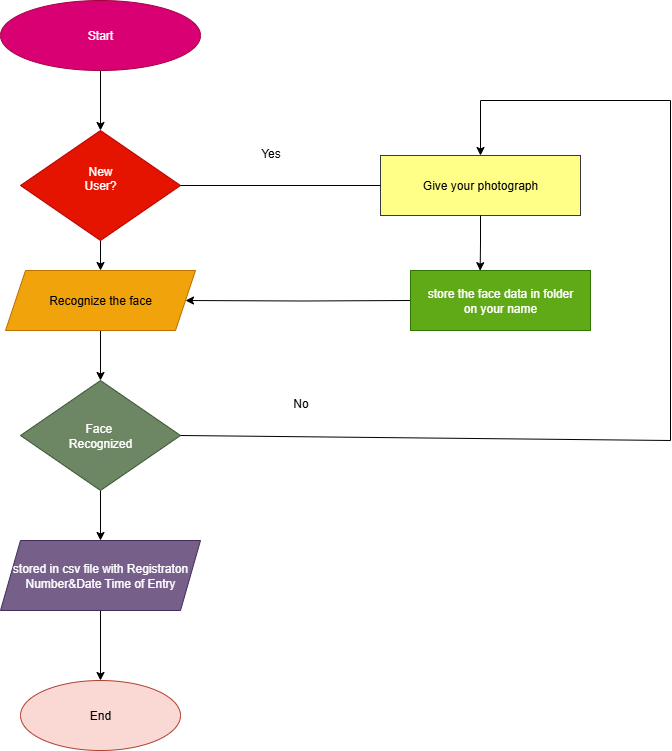 Start
New
User?
Yes
Give your photograph
Recognize the face
store the face data in folder
on your name
No
Face
Recognized
stored in csv file with Registraton
Number&Date Time of Entry
End